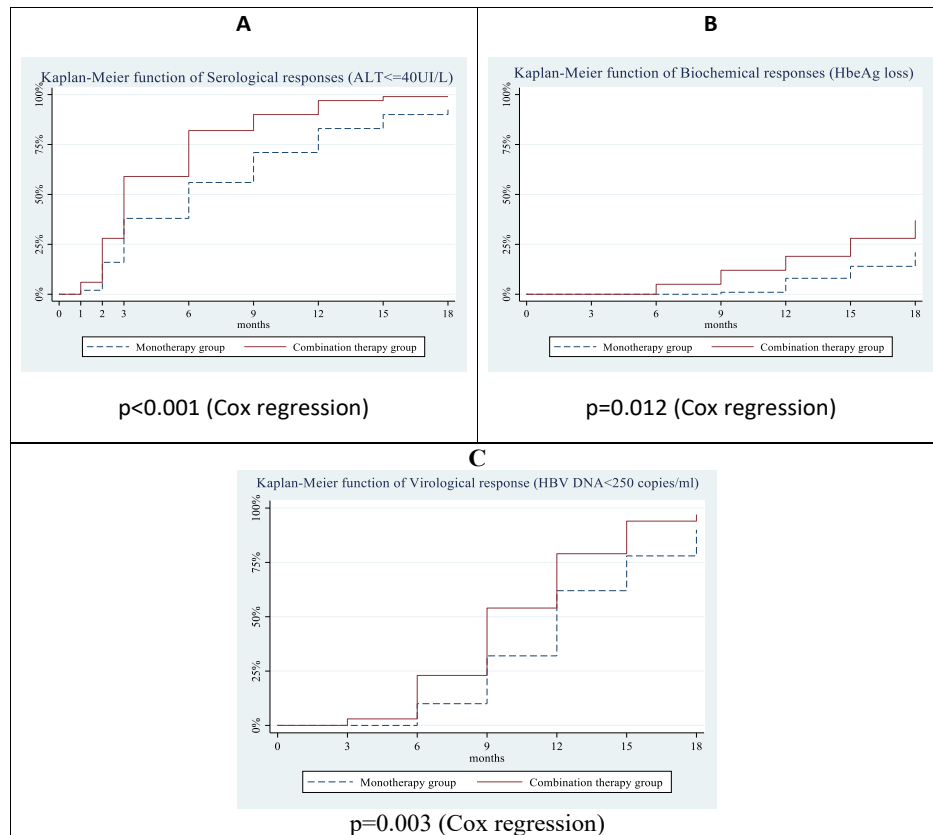 A
Kaplan-Meier function of Serological responses (ALT<=40UI/L)
100%
75%
50%
25%
0%
0 1 2 3 6 9 12 15 18
months
Monotherapy group Combination therapy group
p<0.001 (Cox regression)
B
Kaplan-Meier function of Biochemical responses (HbeAg loss)
100%
75%
50%
25%
0%
0 3 6 9 12 15 18
months
Monotherapy group Combination therapy group
p=0.012 (Cox regression)
C
Kaplan-Meier function of Virological response (HBV DNA<250 copies/ml)
100%
75%
50%
25%
0%
0 3 6 9 12 15 18
months
Monotherapy group Combination therapy group
p=0.003 (Cox regression)